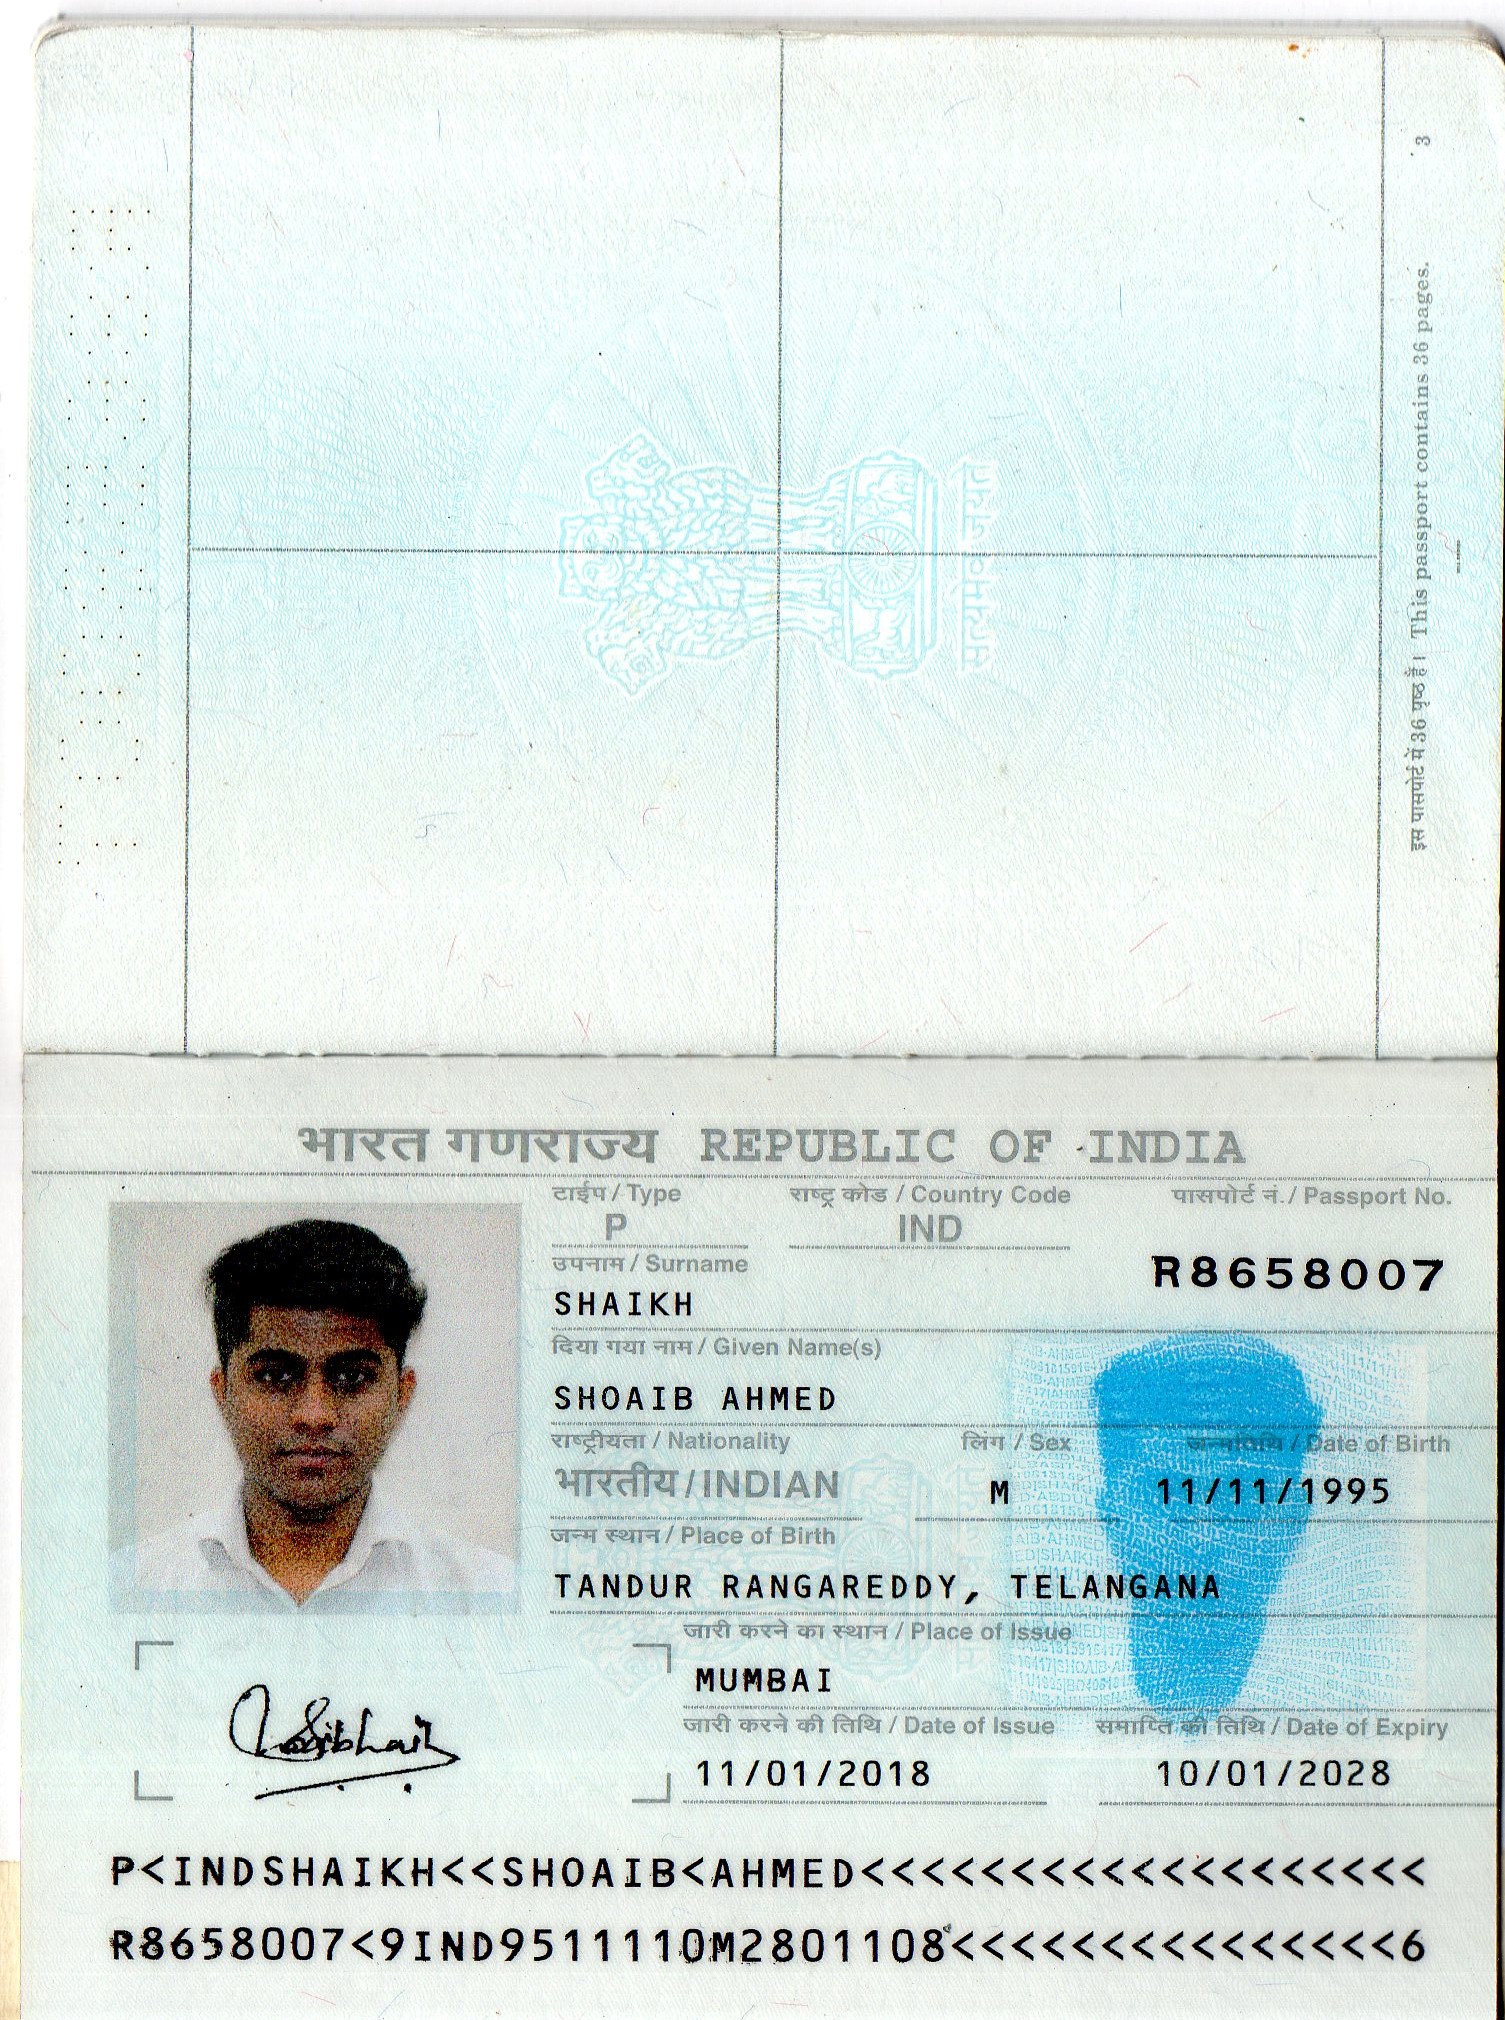 3
इस पासपोर्ट में 36 पृष्ठ हैं। This passport contains 36 pages.
भारत गणराज्य REPUBLIC OF INDIA
टाईप / Type राष्ट्र कोड / Country Code पासपोर्ट नं. / Passport No.
P IND R8658007
उपनाम / Surname
SHAIKH
दिया गया नाम / Given Name(s)
SHOAIB AHMED
राष्ट्रीयता / Nationality लिंग / Sex जन्मतिथि / Date of Birth
भारतीय / INDIAN M 11/11/1995
जन्म स्थान / Place of Birth
TANDUR RANGAREDDY, TELANGANA
जारी करने का स्थान / Place of Issue
MUMBAI
जारी करने की तिथि / Date of Issue समाप्ति की तिथि / Date of Expiry
11/01/2018 10/01/2028
P<INDSHAIKH<<SHOAIB<AHMED<<<<<<<<<<<<<<<<<<<
R8658007<9IND9511110M2801108<<<<<<<<<<<<<<<6